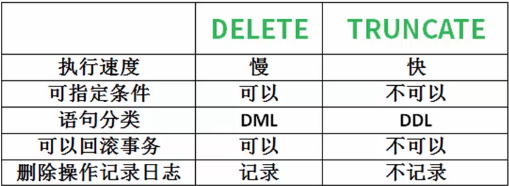 DELETE TRUNCATE
执行速度 慢 快
可指定条件 可以 不可以
语句分类 DML DDL
可以回滚事务 可以 不可以
删除操作记录日志 记录 不记录